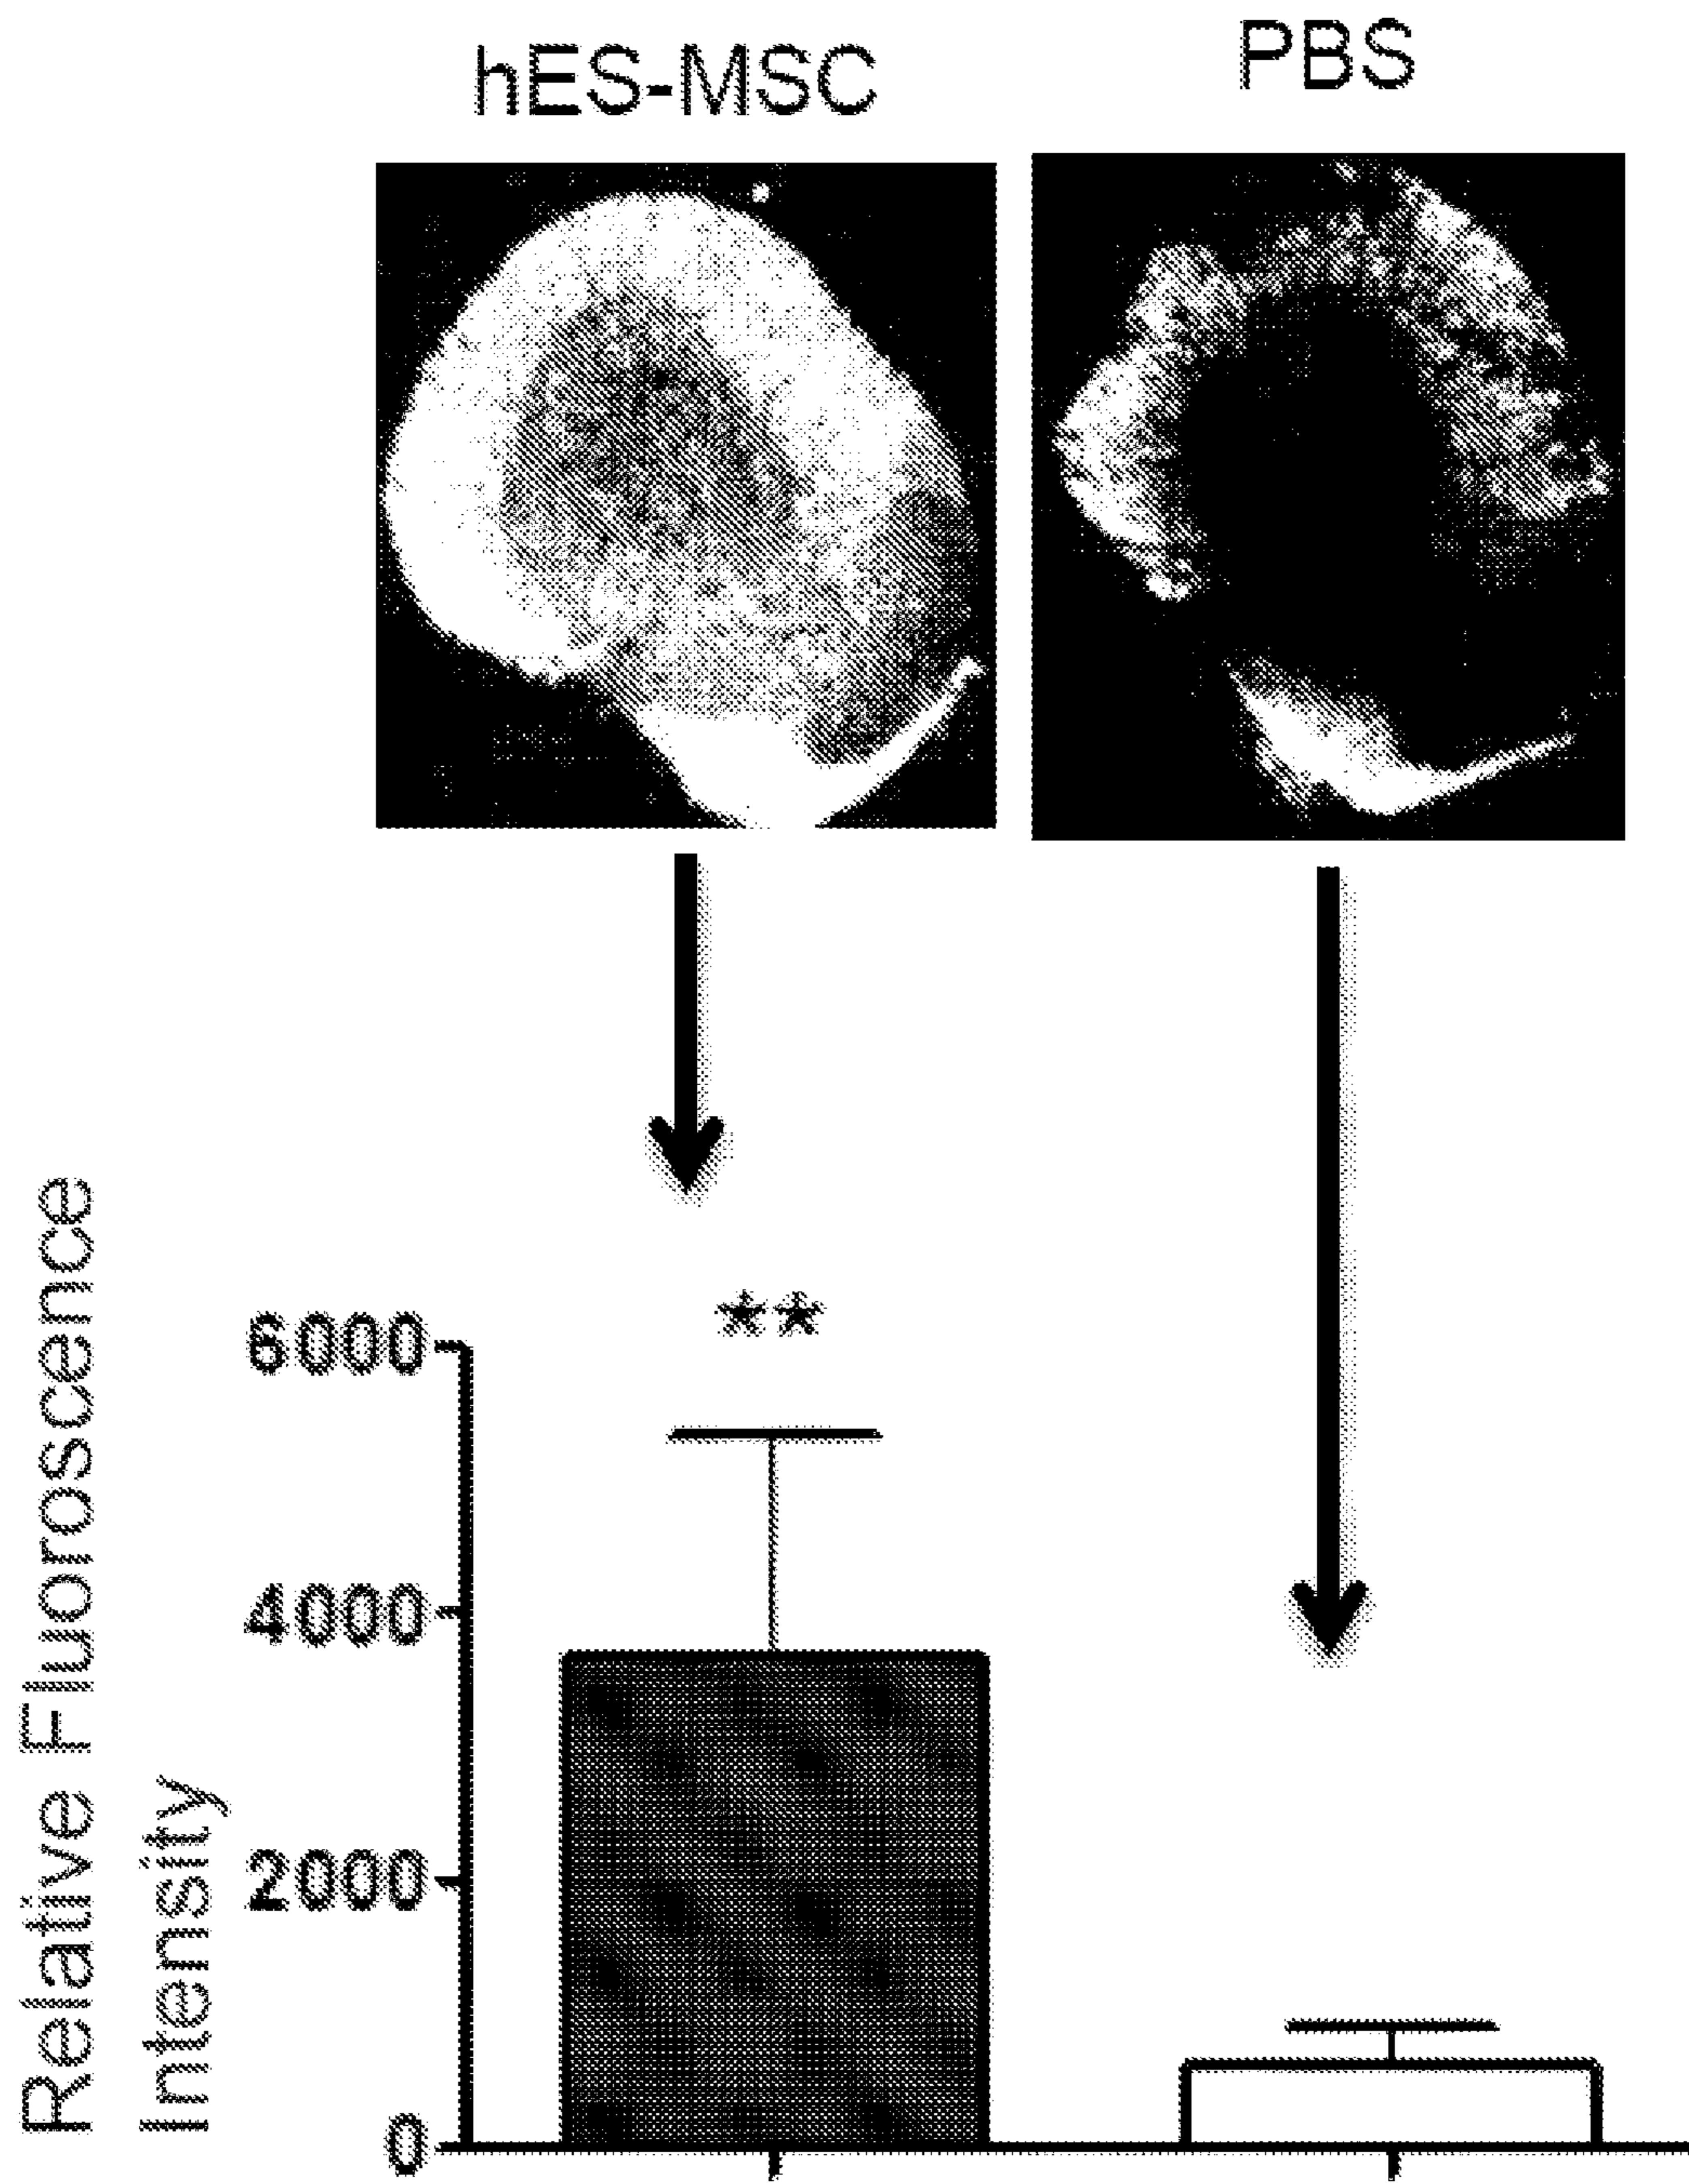 hES-MSC
PBS
Relative Fluoroscence
Intensity
**
6000
4000
2000
0